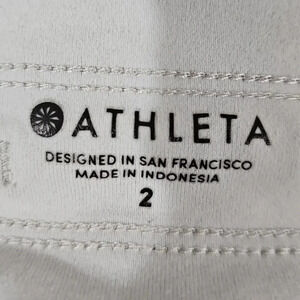 ATHLETA
DESIGNED IN SAN FRANCISCO
MADE IN INDONESIA
2